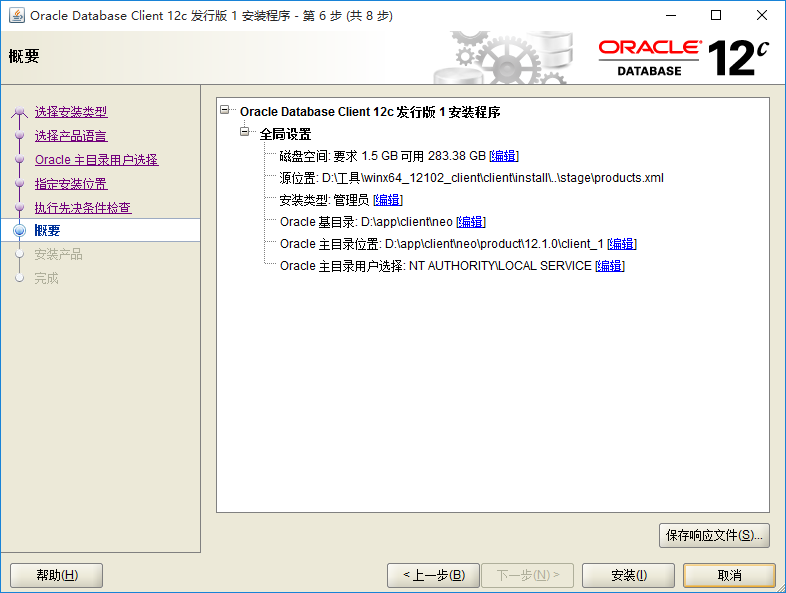 Oracle Database Client 12c 发行版 1 安装程序 - 第 6 步 (共 8 步)
概要
ORACLE
DATABASE
12c
选择安装类型
选择产品语言
Oracle 主目录用户选择
指定安装位置
执行先决条件检查
概要
安装产品
完成
Oracle Database Client 12c 发行版 1 安装程序
全局设置
磁盘空间: 要求 1.5 GB 可用 283.38 GB [编辑]
源位置: D:\工具\winx64_12102_client\client\install\..\stage\products.xml
安装类型: 管理员 [编辑]
Oracle 基目录: D:\app\client\neo [编辑]
Oracle 主目录位置: D:\app\client\neo\product\12.1.0\client_1 [编辑]
Oracle 主目录用户选择: NT AUTHORITY\LOCAL SERVICE [编辑]
保存响应文件(S)...
帮助(H)
< 上一步(B)
下一步(N) >
安装(I)
取消